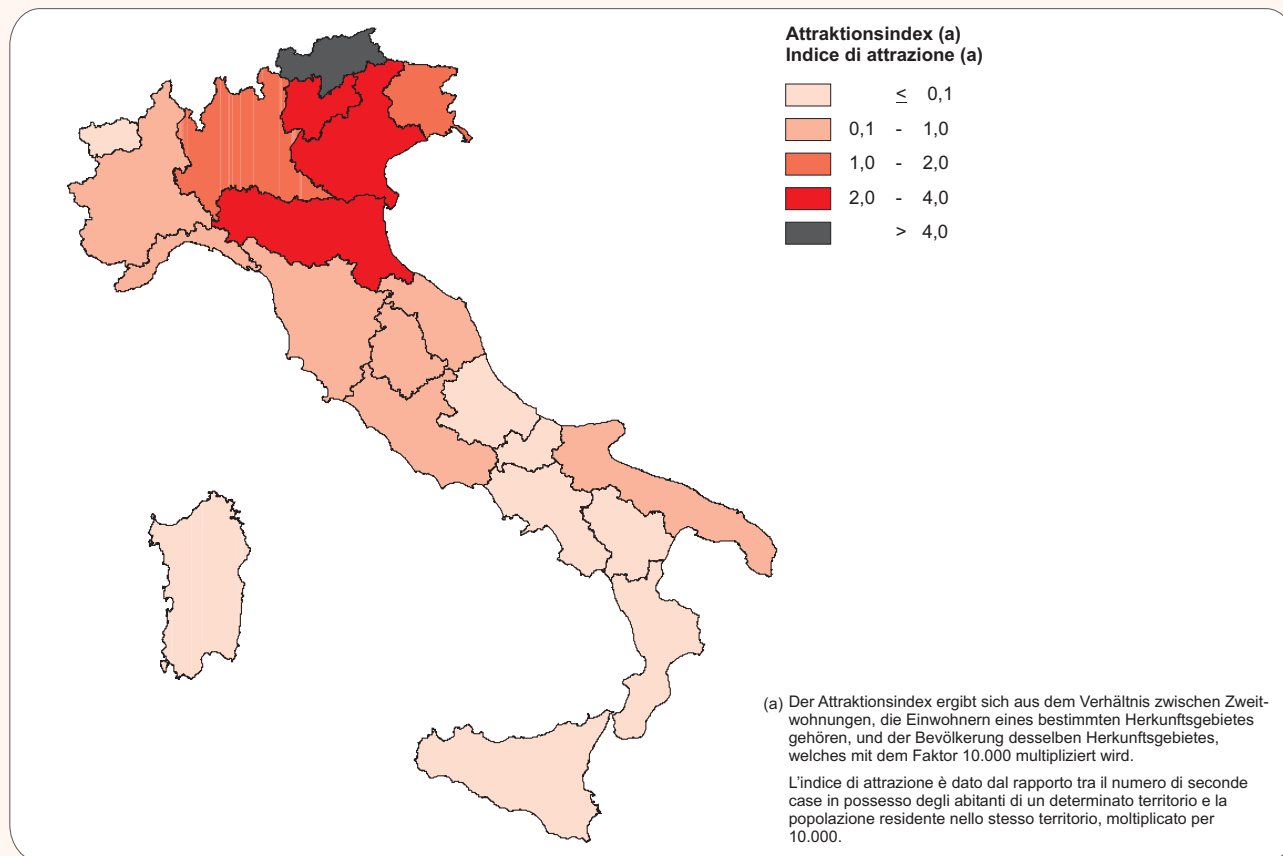 Attraktionsindex (a)
Indice di attrazione (a)
≤ 0,1
0,1 - 1,0
1,0 - 2,0
2,0 - 4,0
> 4,0
(a) Der Attraktionsindex ergibt sich aus dem Verhältnis zwischen Zweit-
wohnungen, die Einwohnern eines bestimmten Herkunftsgebietes
gehören, und der Bevölkerung desselben Herkunftsgebietes,
welches mit dem Faktor 10.000 multipliziert wird.
L'indice di attrazione è dato dal rapporto tra il numero di seconde
case in possesso degli abitanti di un determinato territorio e la
popolazione residente nello stesso territorio, moltiplicato per
10.000.